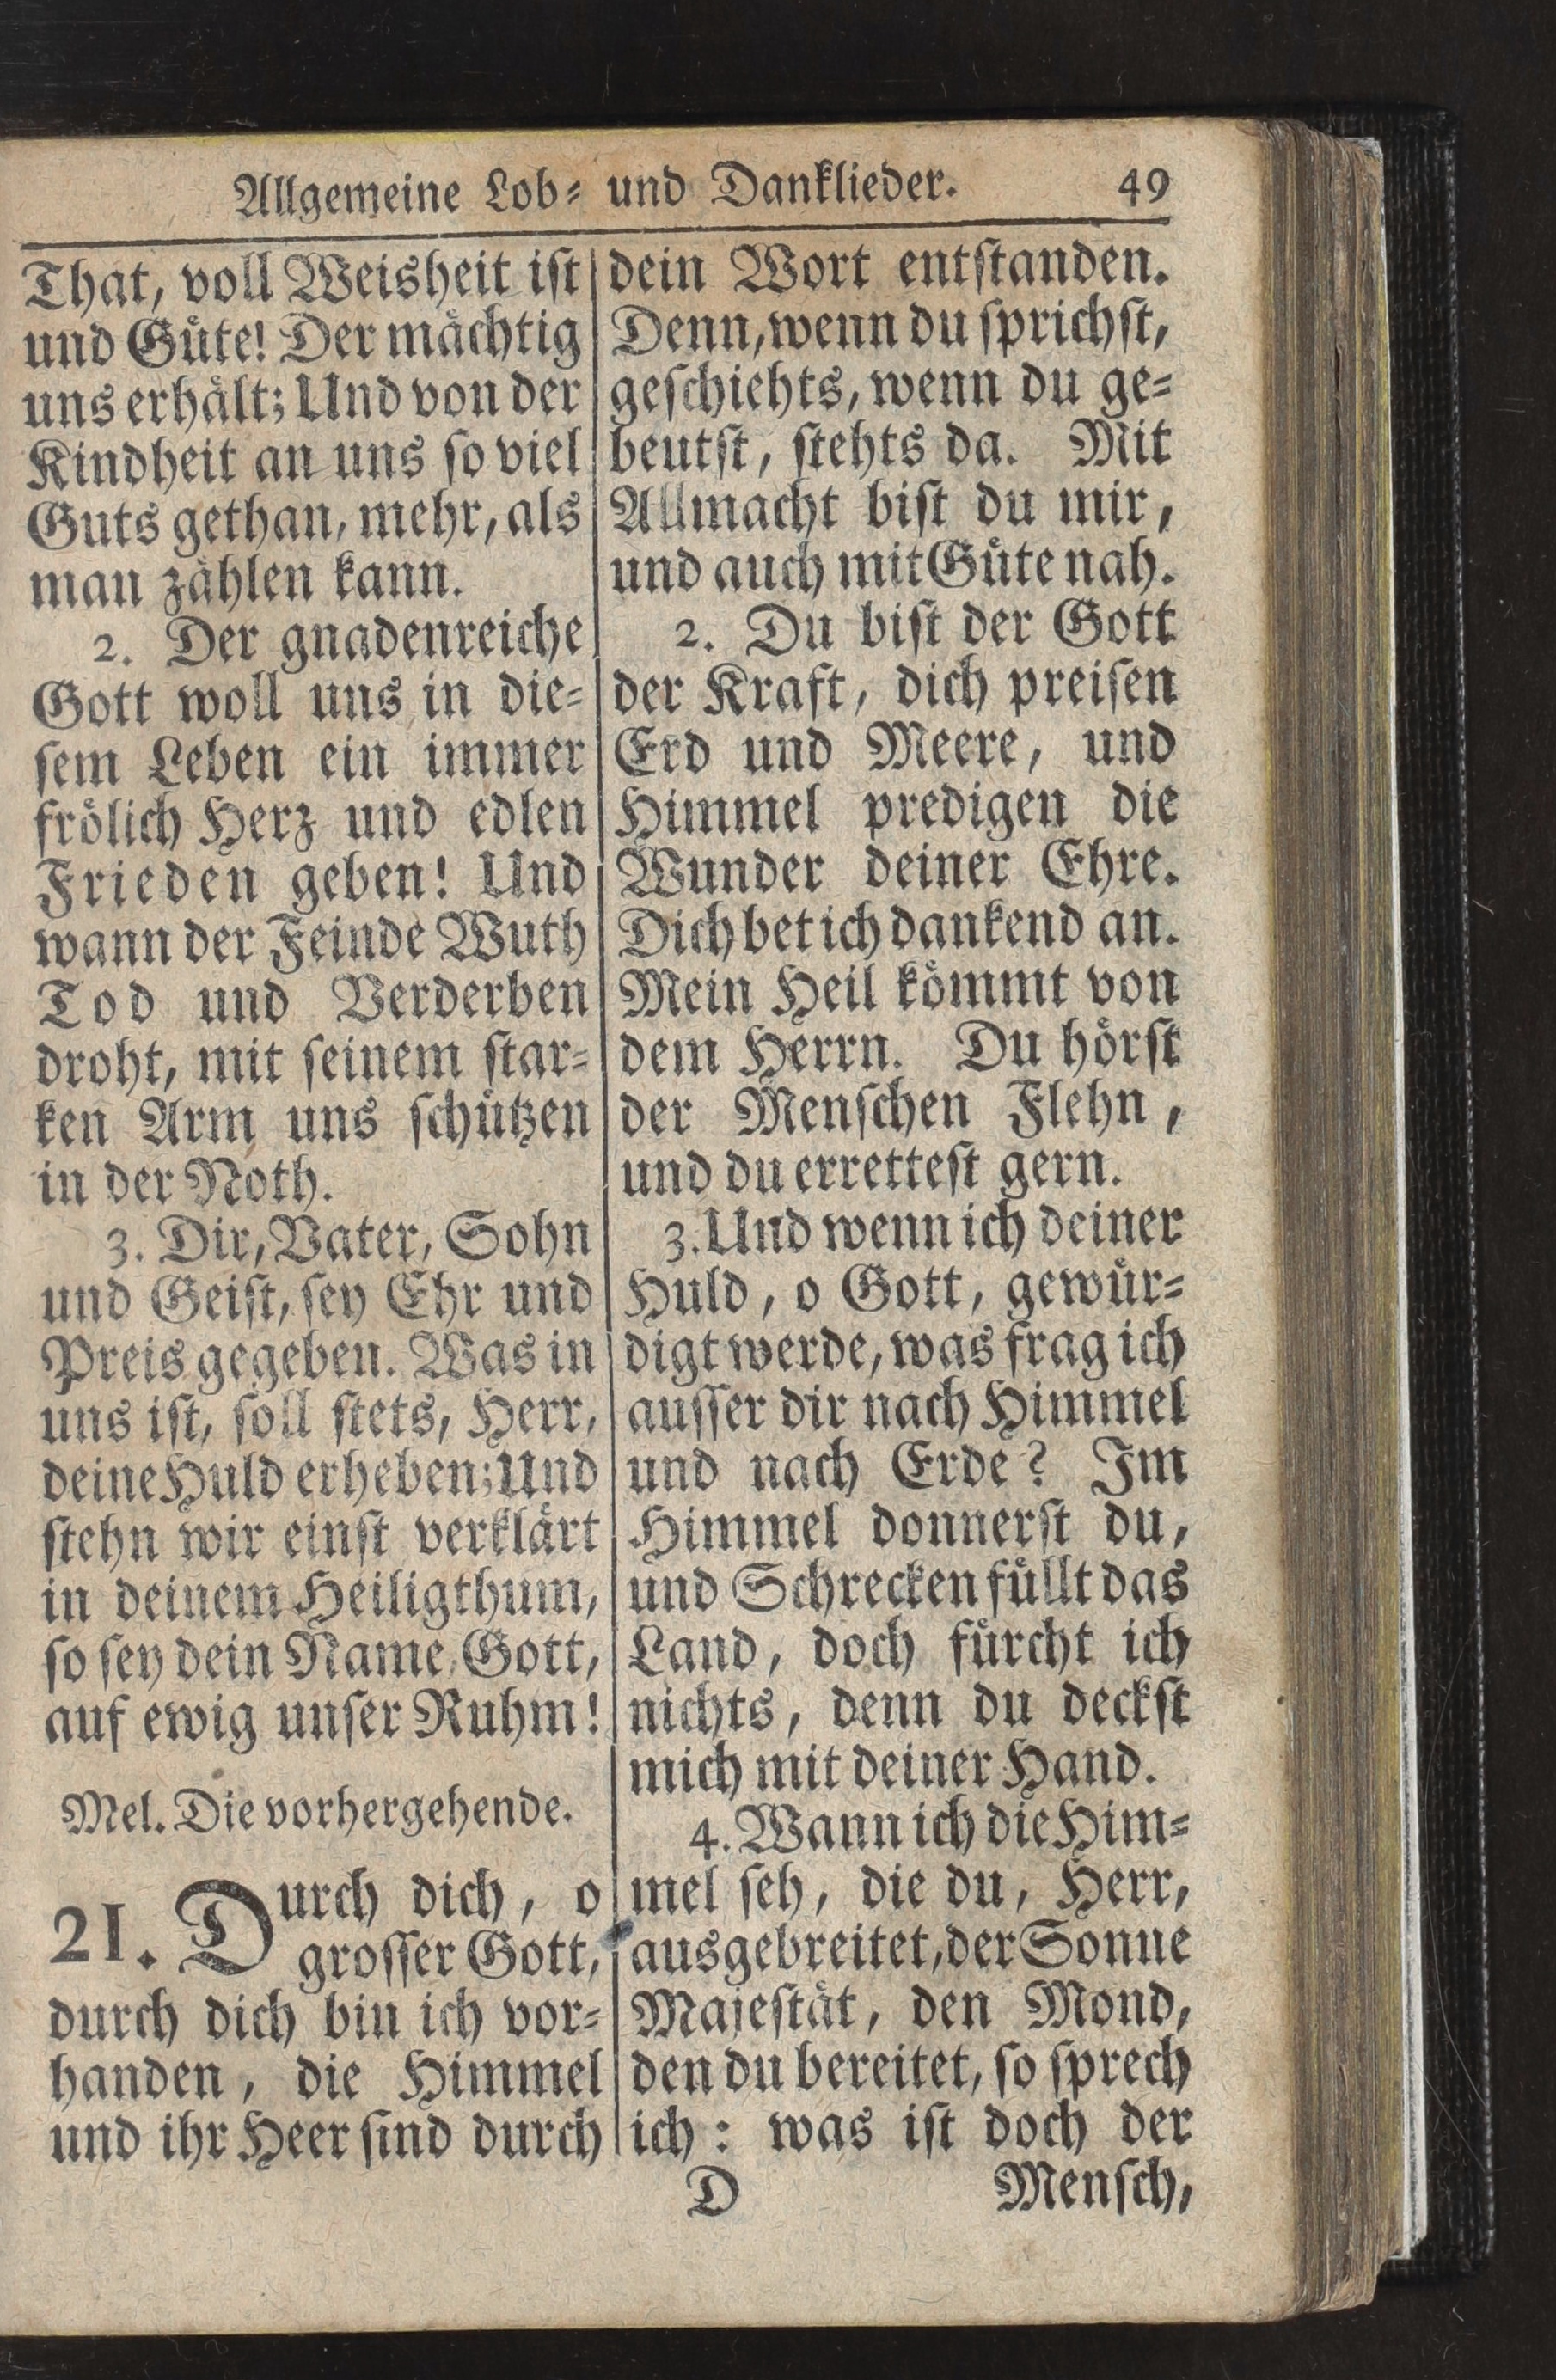 Allgemeine Lob- und Danklieder. 49
That, voll Weisheit ist
und Güte! Der mächtig
uns erhält; Und von der
Kindheit an uns so viel
Guts gethan, mehr, als
man zählen kann.
2. Der gnadenreiche
Gott woll uns in die-
sem Leben ein immer
frölich Herz und edlen
Frieden geben! Und
wann der Feinde Wuth
Tod und Verderben
droht, mit seinem star-
ken Arm uns schützen
in der Noth.
3. Dir, Vater, Sohn
und Geist, sey Ehr und
Preis gegeben. Was in
uns ist, soll stets, Herr,
deine Huld erheben; Und
stehn wir einst verklärt
in deinem Heiligthum,
so sey dein Name, Gott,
auf ewig unser Ruhm!
Mel. Die vorhergehende.
21. Durch dich, o
grosser Gott,
durch dich bin ich vor-
handen, die Himmel
und ihr Heer sind durch
dein Wort entstanden.
Denn, wenn du sprichst,
geschiehts, wenn du ge-
beutst, stehts da. Mit
Allmacht bist du mir,
und auch mit Güte nah.
2. Du bist der Gott
der Kraft, dich preisen
Erd und Meere, und
Himmel predigen die
Wunder deiner Ehre.
Dich bet ich dankend an.
Mein Heil kömmt von
dem Herrn. Du hörst
der Menschen Flehn,
und du errettest gern.
3. Und wenn ich deiner
Huld, o Gott, gewür-
digt werde, was frag ich
ausser dir nach Himmel
und nach Erde? Im
Himmel donnerst du,
und Schrecken füllt das
Land, doch fürcht ich
nichts, denn du deckst
mich mit deiner Hand.
4. Wann ich die Him-
mel seh, die du, Herr,
ausgebreitet, der Sonne
Majestät, den Mond,
den du bereitet, so sprech
ich: was ist doch der
D Mensch,